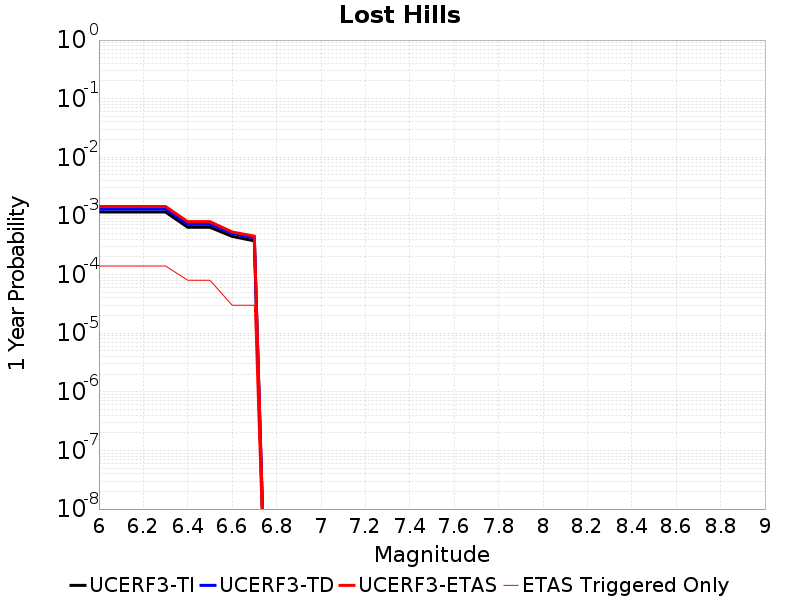 Lost Hills
10^0
10^-1
10^-2
10^-3
10^-4
10^-5
10^-6
10^-7
10^-8
1 Year Probability
6 6.2 6.4 6.6 6.8 7 7.2 7.4 7.6 7.8 8 8.2 8.4 8.6 8.8 9
Magnitude
UCERF3-TI UCERF3-TD UCERF3-ETAS ETAS Triggered Only